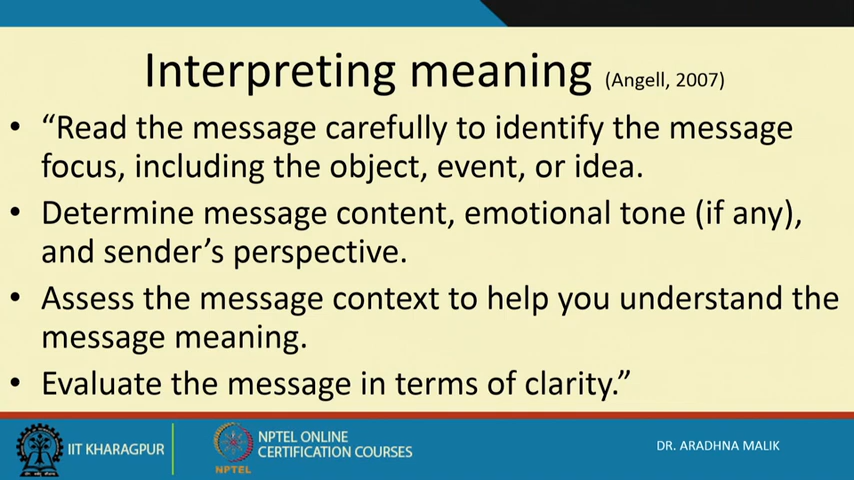 Interpreting meaning (Angell, 2007)
• “Read the message carefully to identify the message
focus, including the object, event, or idea.
• Determine message content, emotional tone (if any),
and sender’s perspective.
• Assess the message context to help you understand the
message meaning.
• Evaluate the message in terms of clarity.”
IIT KHARAGPUR
NPTEL
NPTEL ONLINE
CERTIFICATION COURSES
DR. ARADHNA MALIK